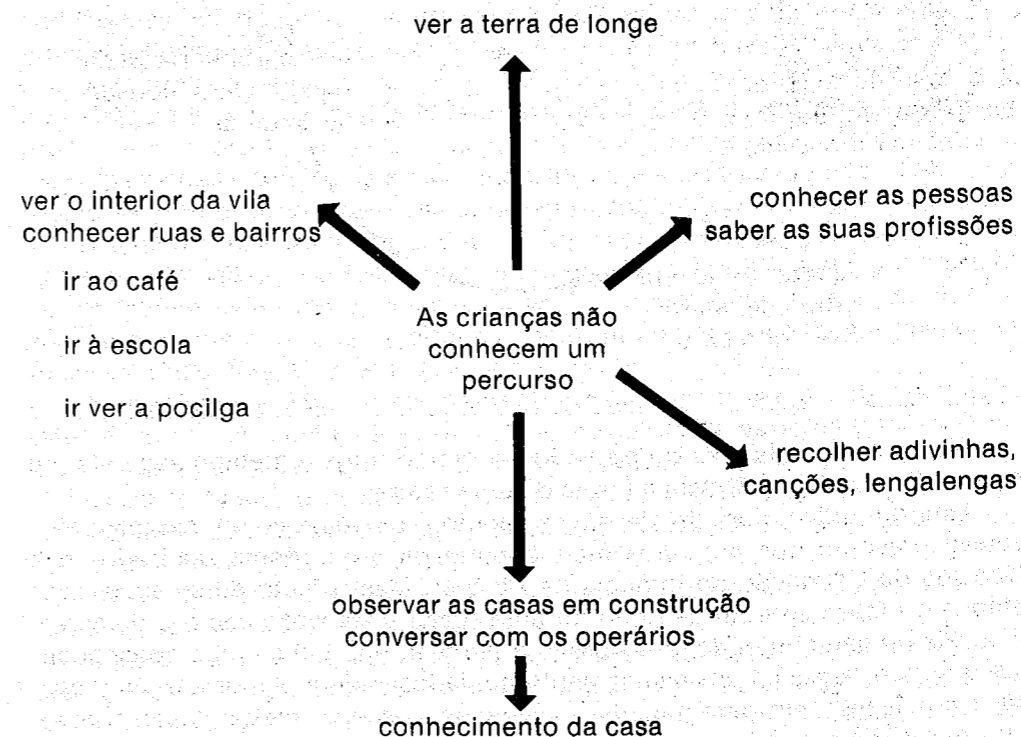 ver a terra de longe
ver o interior da vila
conhecer ruas e bairros
ir ao café
ir à escola
ir ver a pocilga
conhecer as pessoas
saber as suas profissões
As crianças não
conhecem um
percurso
recolher adivinhas,
canções, lengalengas
observar as casas em construção
conversar com os operários
conhecimento da casa